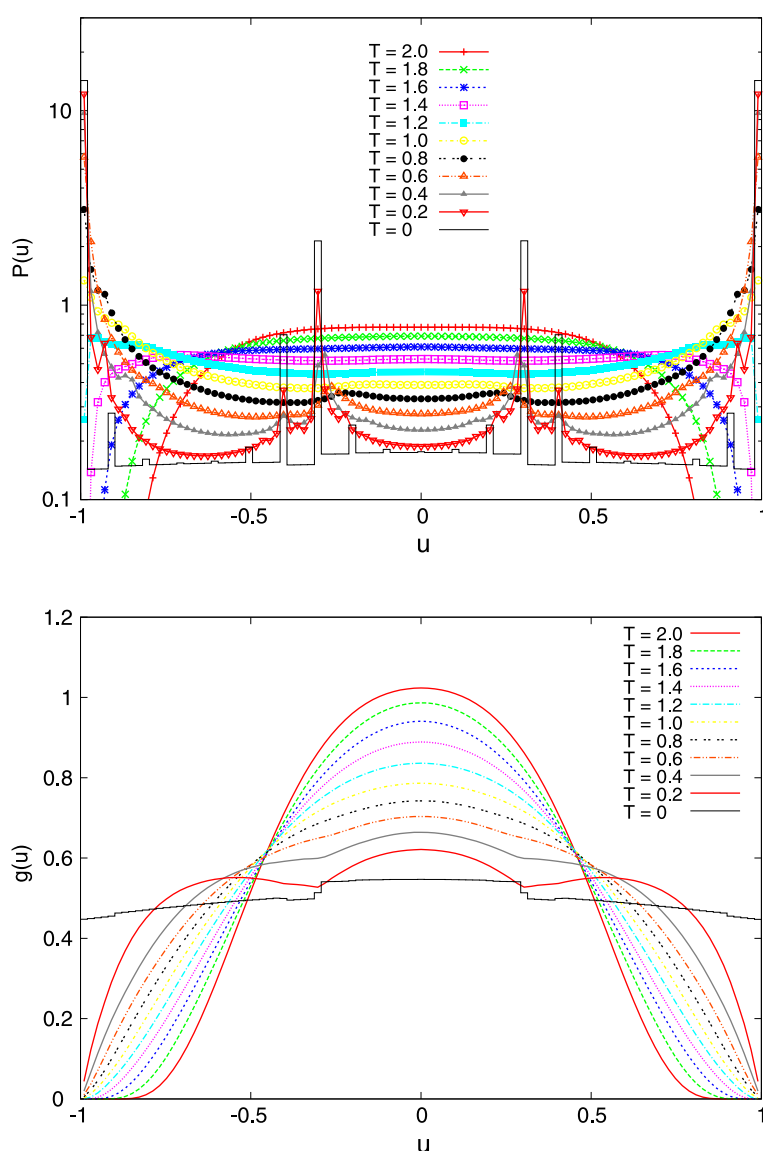 T = 2.0
T = 1.8
T = 1.6
T = 1.4
T = 1.2
T = 1.0
T = 0.8
T = 0.6
T = 0.4
T = 0.2
T = 0
10
1
0.1
P(u)
-1
-0.5
0
0.5
1
u
T = 2.0
T = 1.8
T = 1.6
T = 1.4
T = 1.2
T = 1.0
T = 0.8
T = 0.6
T = 0.4
T = 0.2
T = 0
1.2
1
0.8
0.6
0.4
0.2
0
g(u)
-1
-0.5
0
0.5
1
u